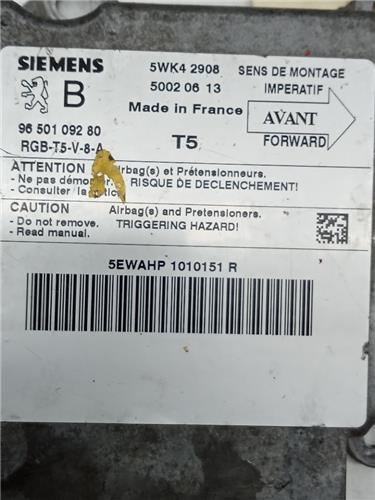 SIEMENS
5WK4 2908
SENS DE MONTAGE
B
5002 06 13
IMPERATIF
Made in France
AVANT
96 501 092 80
T5
FORWARD
RGB-T5-V-8-A
ATTENTION Airbag(s) et Prétensionneurs.
- Ne pas RISQUE DE DECLENCHEMENT!
- Consulter
CAUTION Airbag(s) and Pretensioners.
- Do not remove. TRIGGERING HAZARD!
- Read manual.
5EWAHP 1010151 R